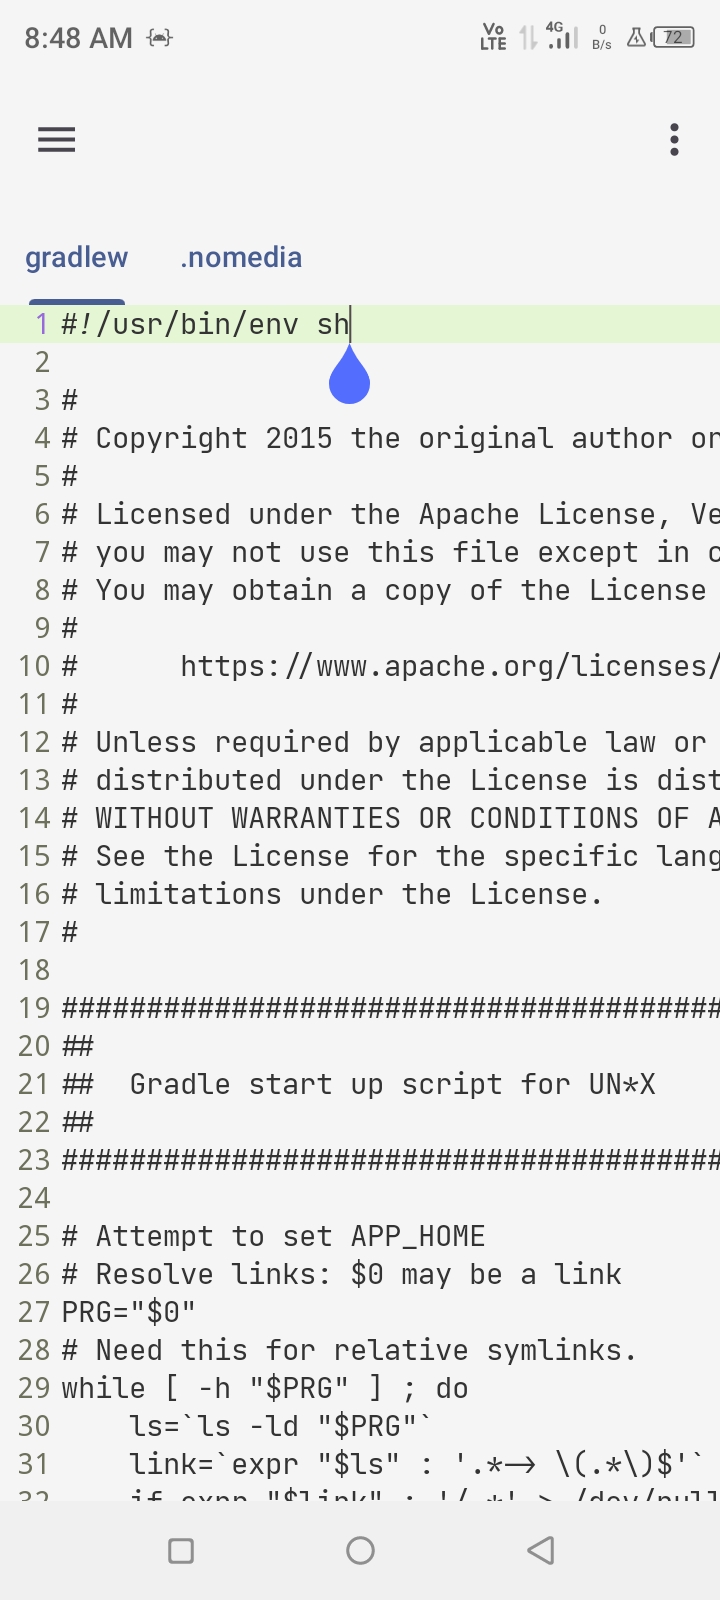 8:48 AM Vo LTE 4G 0 B/s 72
gradlew .nomedia
1 #!/usr/bin/env sh
2
3 #
4 # Copyright 2015 the original author or
5 #
6 # Licensed under the Apache License, Ve
7 # you may not use this file except in c
8 # You may obtain a copy of the License
9 #
10 #      https://www.apache.org/licenses/
11 #
12 # Unless required by applicable law or
13 # distributed under the License is dist
14 # WITHOUT WARRANTIES OR CONDITIONS OF A
15 # See the License for the specific lang
16 # limitations under the License.
17 #
18
19 #######################################
20 ##
21 ##  Gradle start up script for UN*X
22 ##
23 #######################################
24
25 # Attempt to set APP_HOME
26 # Resolve links: $0 may be a link
27 PRG="$0"
28 # Need this for relative symlinks.
29 while [ -h "$PRG" ] ; do
30     ls=`ls -ld "$PRG"`
31     link=`expr "$ls" : '.*-> \(.*\)$'`
32     if expr "$link" : '/.*' > /dev/null